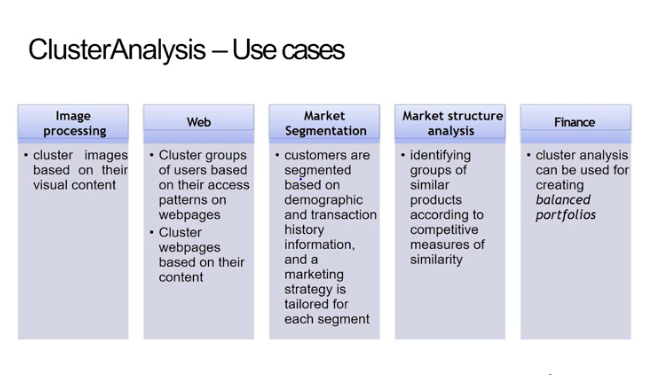 ClusterAnalysis – Use cases
Image
processing
• cluster images
based on their
visual content
Web
• Cluster groups
of users based
on their access
patterns on
webpages
• Cluster
webpages
based on their
content
Market
Segmentation
• customers are
segmented
based on
demographic
and transaction
history
information,
and a
marketing
strategy is
tailored for
each segment
Market structure
analysis
• identifying
groups of
similar
products
according to
competitive
measures of
similarity
Finance
• cluster analysis
can be used for
creating
balanced
portfolios